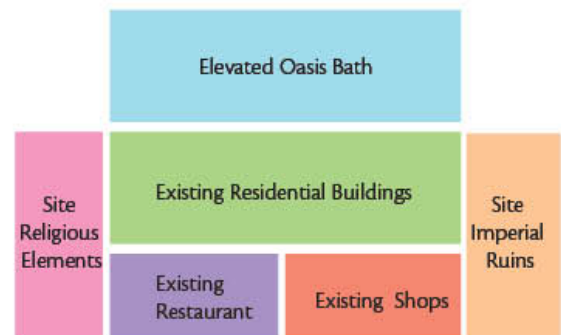 Elevated Oasis Bath
Site
Religious
Elements
Existing Residential Buildings
Site
Imperial
Ruins
Existing
Restaurant
Existing Shops